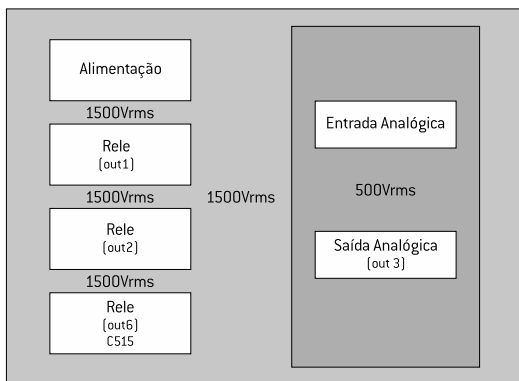 Alimentação
1500Vrms
Rele
(out1)
1500Vrms
Rele
(out2)
1500Vrms
Rele
(out6)
C515
1500Vrms
Entrada Analógica
500Vrms
Saída Analógica
(out 3)